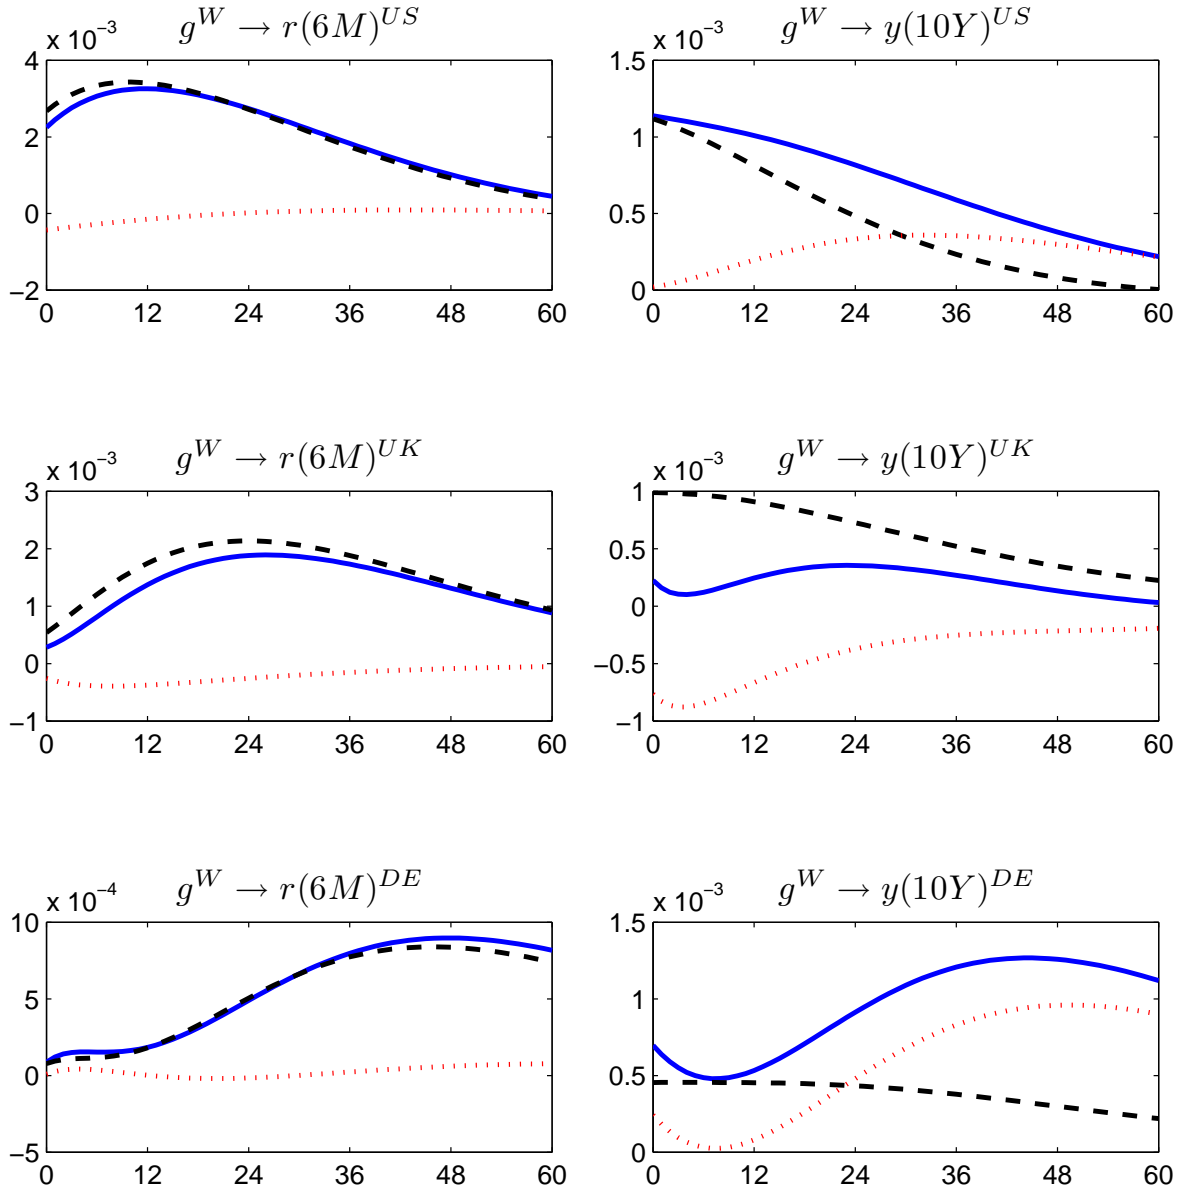 g^W → r(6M)^{US}
x 10^{−3}
4
2
0
−2
0 12 24 36 48 60
g^W → y(10Y)^{US}
x 10^{−3}
1.5
1
0.5
0
0 12 24 36 48 60
g^W → r(6M)^{UK}
x 10^{−3}
3
2
1
0
−1
0 12 24 36 48 60
g^W → y(10Y)^{UK}
x 10^{−3}
1
0.5
0
−0.5
−1
0 12 24 36 48 60
g^W → r(6M)^{DE}
x 10^{−4}
10
5
0
−5
0 12 24 36 48 60
g^W → y(10Y)^{DE}
x 10^{−3}
1.5
1
0.5
0
0 12 24 36 48 60